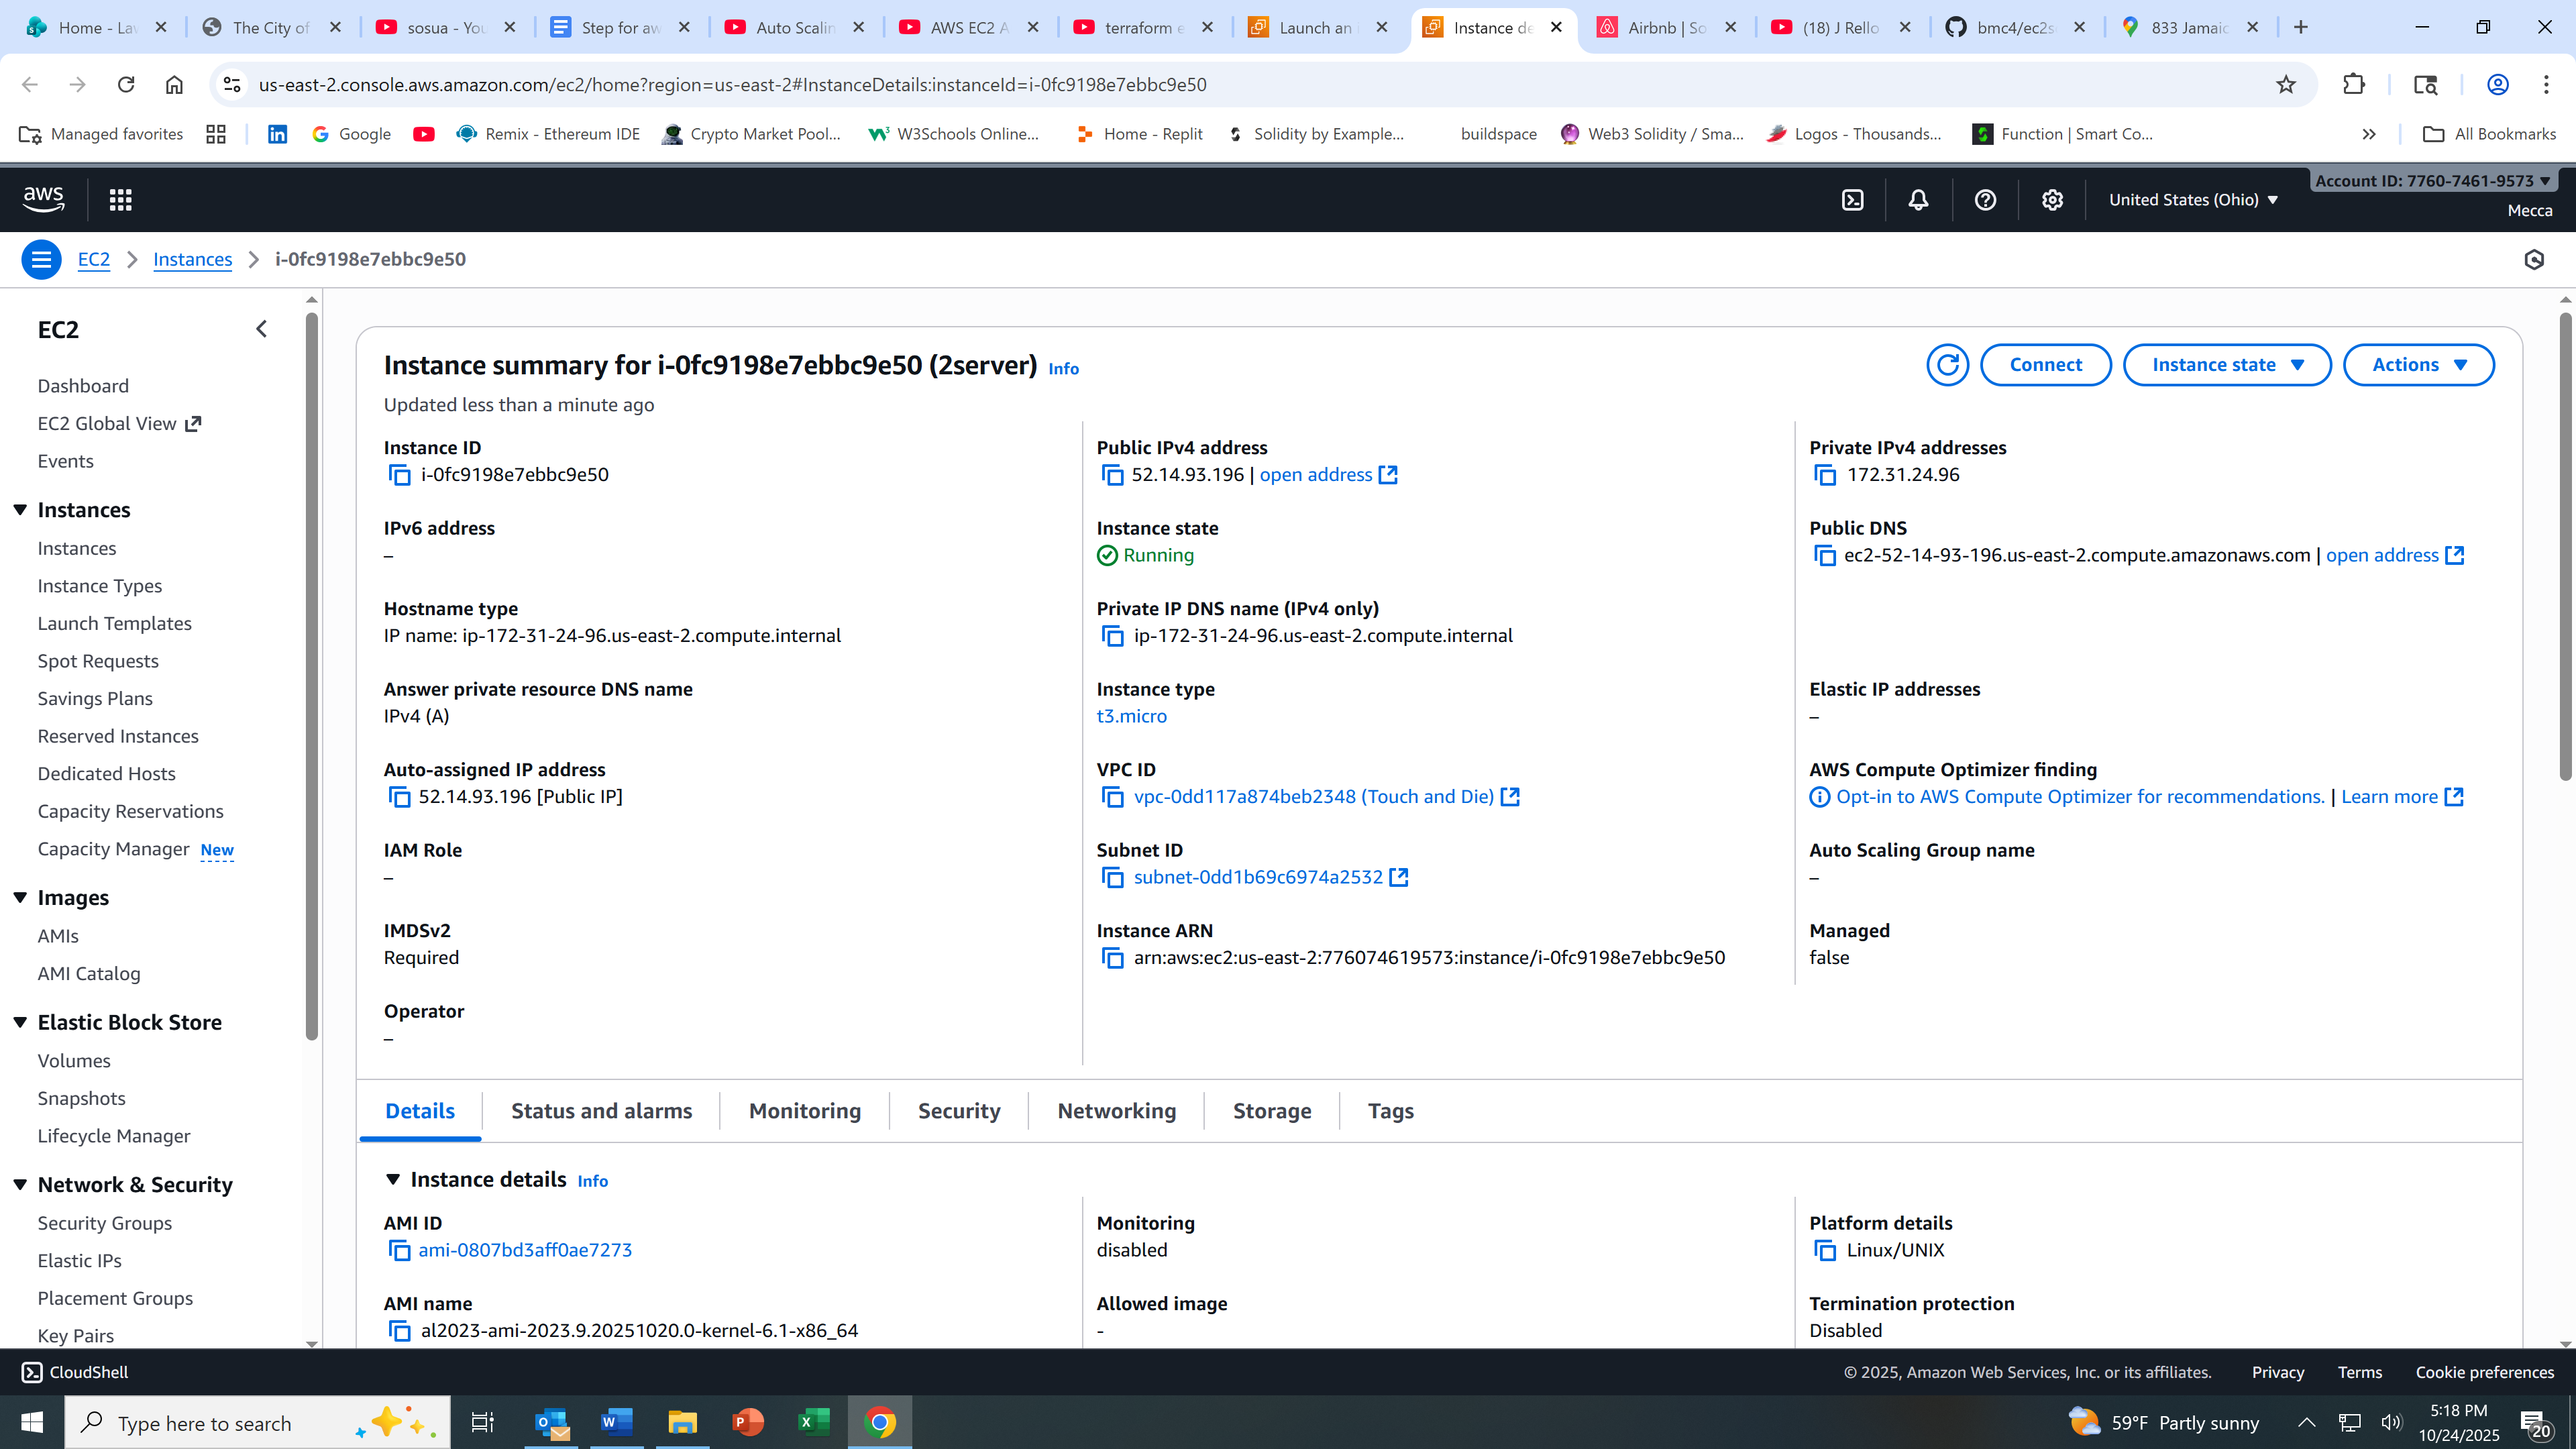 Home - La
The City of
sosua - You
Step for aw
Auto Scalin
AWS EC2 A
terraform e
Launch an
Instance de
Airbnb | So
(18) J Rello
bmc4/ec2s
833 Jamaic
us-east-2.console.aws.amazon.com/ec2/home?region=us-east-2#InstanceDetails:instanceId=i-0fc9198e7ebbc9e50
Managed favorites
Google
Remix - Ethereum IDE
Crypto Market Pool...
W3Schools Online...
Home - Replit
Solidity by Example...
buildspace
Web3 Solidity / Sma...
Logos - Thousands...
Function | Smart Co...
All Bookmarks
aws
United States (Ohio)
Account ID: 7760-7461-9573
Mecca
EC2
Instances
i-0fc9198e7ebbc9e50
EC2
Dashboard
EC2 Global View
Events
Instances
Instances
Instance Types
Launch Templates
Spot Requests
Savings Plans
Reserved Instances
Dedicated Hosts
Capacity Reservations
Capacity Manager New
Images
AMIs
AMI Catalog
Elastic Block Store
Volumes
Snapshots
Lifecycle Manager
Network & Security
Security Groups
Elastic IPs
Placement Groups
Key Pairs
Instance summary for i-0fc9198e7ebbc9e50 (2server) Info
Updated less than a minute ago
Connect
Instance state
Actions
Instance ID
i-0fc9198e7ebbc9e50
Public IPv4 address
52.14.93.196 | open address
Private IPv4 addresses
172.31.24.96
IPv6 address
–
Instance state
Running
Public DNS
ec2-52-14-93-196.us-east-2.compute.amazonaws.com | open address
Hostname type
IP name: ip-172-31-24-96.us-east-2.compute.internal
Private IP DNS name (IPv4 only)
ip-172-31-24-96.us-east-2.compute.internal
Answer private resource DNS name
IPv4 (A)
Instance type
t3.micro
Elastic IP addresses
–
Auto-assigned IP address
52.14.93.196 [Public IP]
VPC ID
vpc-0dd117a874beb2348 (Touch and Die)
AWS Compute Optimizer finding
Opt-in to AWS Compute Optimizer for recommendations. | Learn more
IAM Role
–
Subnet ID
subnet-0dd1b69c6974a2532
Auto Scaling Group name
–
IMDSv2
Required
Instance ARN
arn:aws:ec2:us-east-2:776074619573:instance/i-0fc9198e7ebbc9e50
Managed
false
Operator
–
Details
Status and alarms
Monitoring
Security
Networking
Storage
Tags
Instance details Info
AMI ID
ami-0807bd3aff0ae7273
Monitoring
disabled
Platform details
Linux/UNIX
AMI name
al2023-ami-2023.9.20251020.0-kernel-6.1-x86_64
Allowed image
-
Termination protection
Disabled
CloudShell
© 2025, Amazon Web Services, Inc. or its affiliates.
Privacy
Terms
Cookie preferences
Type here to search
59°F Partly sunny
5:18 PM
10/24/2025
20